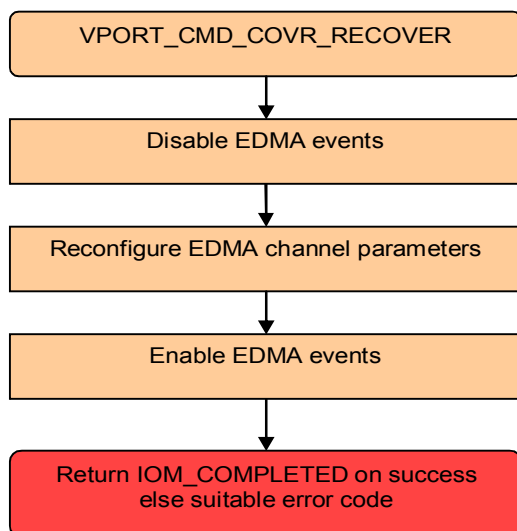 VPORT_CMD_COVR_RECOVER
Disable EDMA events
Reconfigure EDMA channel parameters
Enable EDMA events
Return IOM_COMPLETED on success
else suitable error code